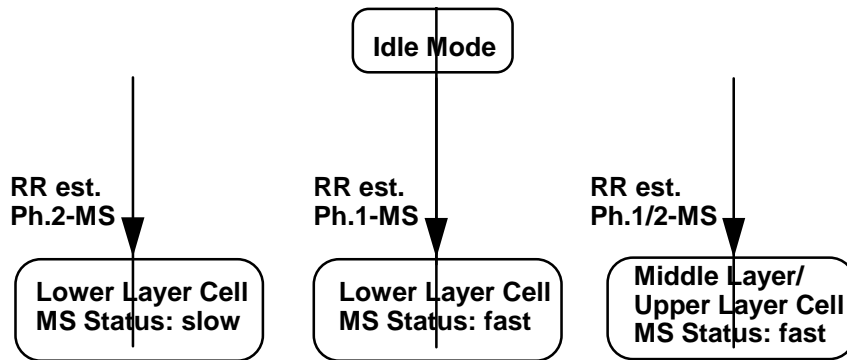 Idle Mode
RR est.
Ph.2-MS
RR est.
Ph.1-MS
RR est.
Ph.1/2-MS
Lower Layer Cell
MS Status: slow
Lower Layer Cell
MS Status: fast
Middle Layer/
Upper Layer Cell
MS Status: fast